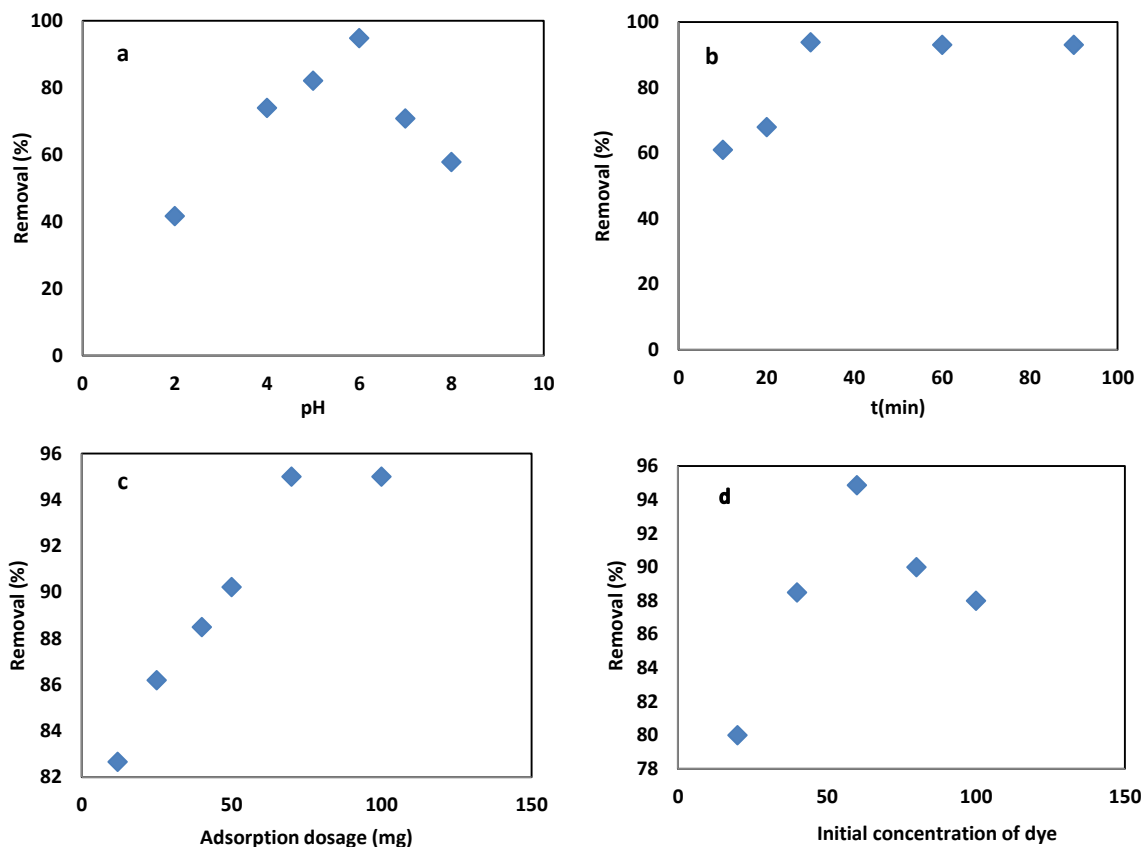 a
100
80
60
40
20
0
Removal (%)
0 2 4 6 8 10
pH
b
100
80
60
40
20
0
Removal (%)
0 20 40 60 80 100
t(min)
c
96
94
92
90
88
86
84
82
Removal (%)
0 50 100 150
Adsorption dosage (mg)
d
96
94
92
90
88
86
84
82
80
78
Removal (%)
0 50 100 150
Initial concentration of dye